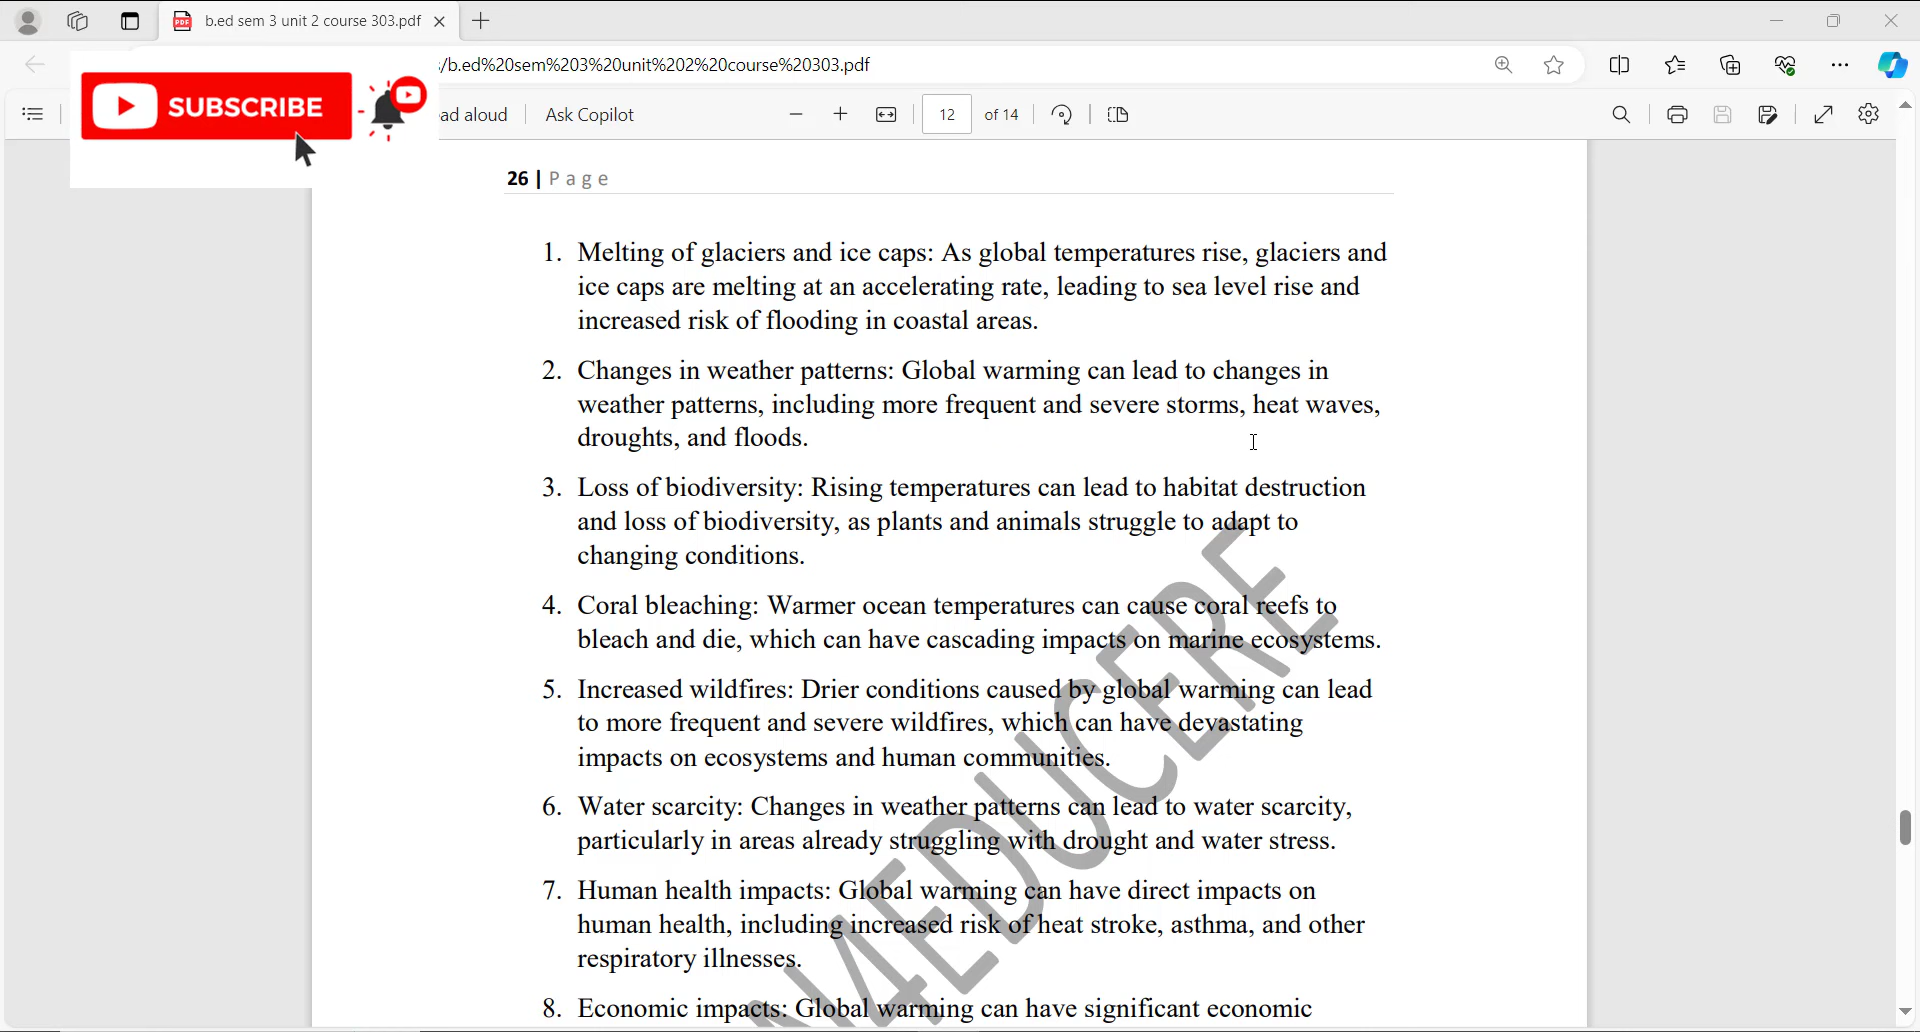 b.ed sem 3 unit 2 course 303.pdf
/b.ed%20sem%203%20unit%202%20course%20303.pdf
SUBSCRIBE
ad aloud
Ask Copilot
12 of 14
26 | Page
1. Melting of glaciers and ice caps: As global temperatures rise, glaciers and
ice caps are melting at an accelerating rate, leading to sea level rise and
increased risk of flooding in coastal areas.
2. Changes in weather patterns: Global warming can lead to changes in
weather patterns, including more frequent and severe storms, heat waves,
droughts, and floods.
3. Loss of biodiversity: Rising temperatures can lead to habitat destruction
and loss of biodiversity, as plants and animals struggle to adapt to
changing conditions.
4. Coral bleaching: Warmer ocean temperatures can cause coral reefs to
bleach and die, which can have cascading impacts on marine ecosystems.
5. Increased wildfires: Drier conditions caused by global warming can lead
to more frequent and severe wildfires, which can have devastating
impacts on ecosystems and human communities.
6. Water scarcity: Changes in weather patterns can lead to water scarcity,
particularly in areas already struggling with drought and water stress.
7. Human health impacts: Global warming can have direct impacts on
human health, including increased risk of heat stroke, asthma, and other
respiratory illnesses.
8. Economic impacts: Global warming can have significant economic
N4EDUCERE